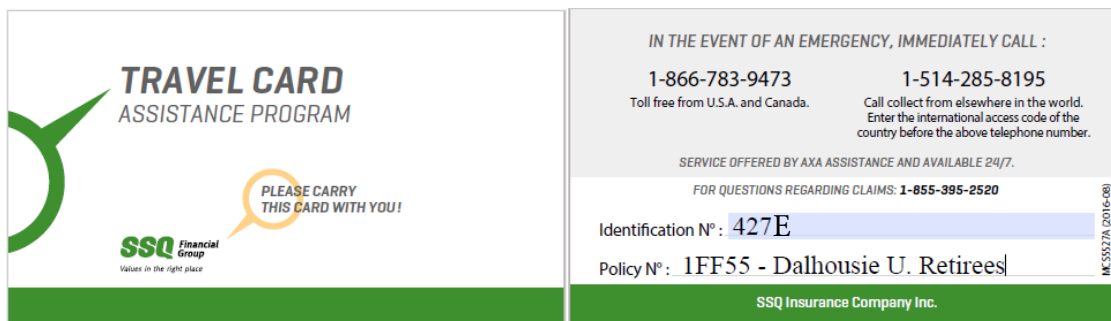 TRAVEL CARD
ASSISTANCE PROGRAM
PLEASE CARRY
THIS CARD WITH YOU!
SSQ Financial Group
Values in the right place
IN THE EVENT OF AN EMERGENCY, IMMEDIATELY CALL :
1-866-783-9473
Toll free from U.S.A. and Canada.
1-514-285-8195
Call collect from elsewhere in the world.
Enter the international access code of the
country before the above telephone number.
SERVICE OFFERED BY AXA ASSISTANCE AND AVAILABLE 24/7.
FOR QUESTIONS REGARDING CLAIMS: 1-855-395-2520
Identification Nº : 427E
Policy Nº : 1FF55 - Dalhousie U. Retirees
MCS5527A (2016-08)
SSQ Insurance Company Inc.